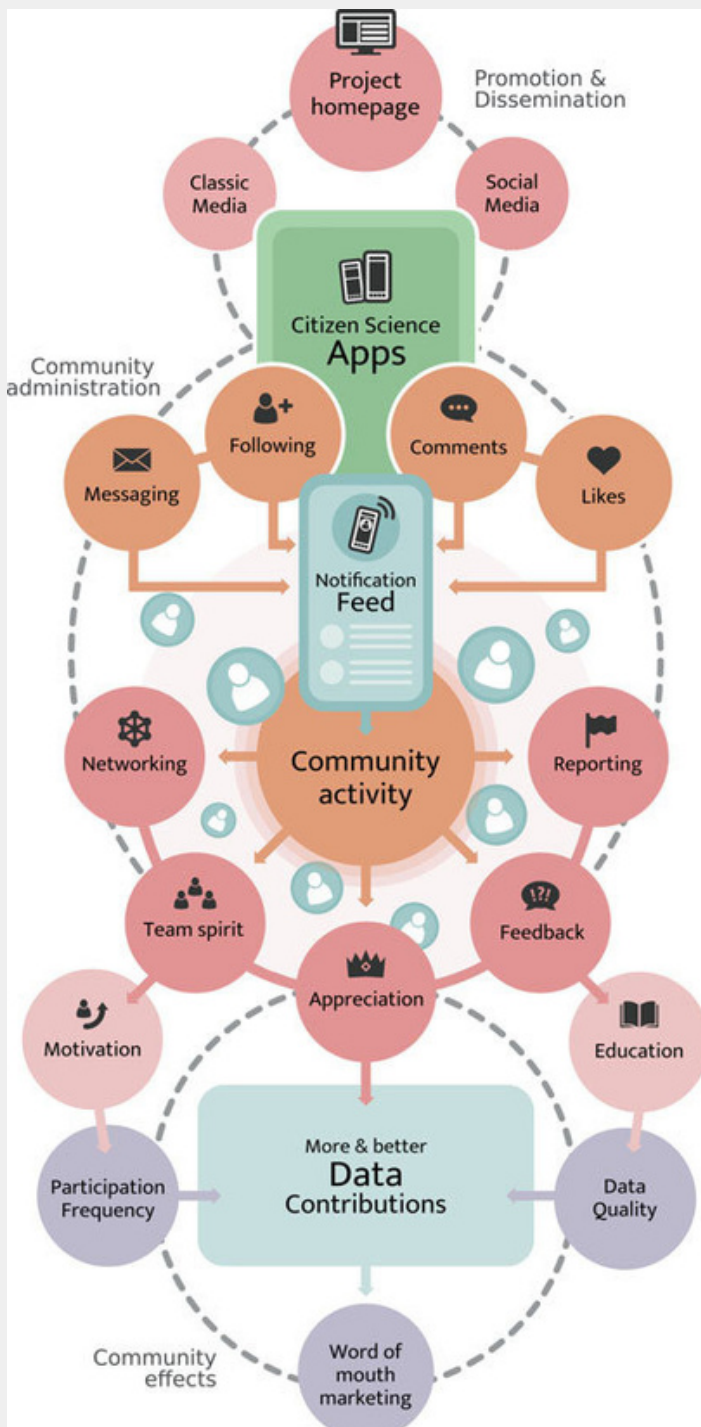 Project
homepage
Promotion &
Dissemination
Classic
Media
Social
Media
Citizen Science
Apps
Community
administration
Following
Comments
Messaging
Likes
Notification
Feed
Networking
Community
activity
Reporting
Team spirit
!?!
Feedback
Appreciation
Motivation
Education
More & better
Data
Contributions
Participation
Frequency
Data
Quality
Community
effects
Word of
mouth
marketing